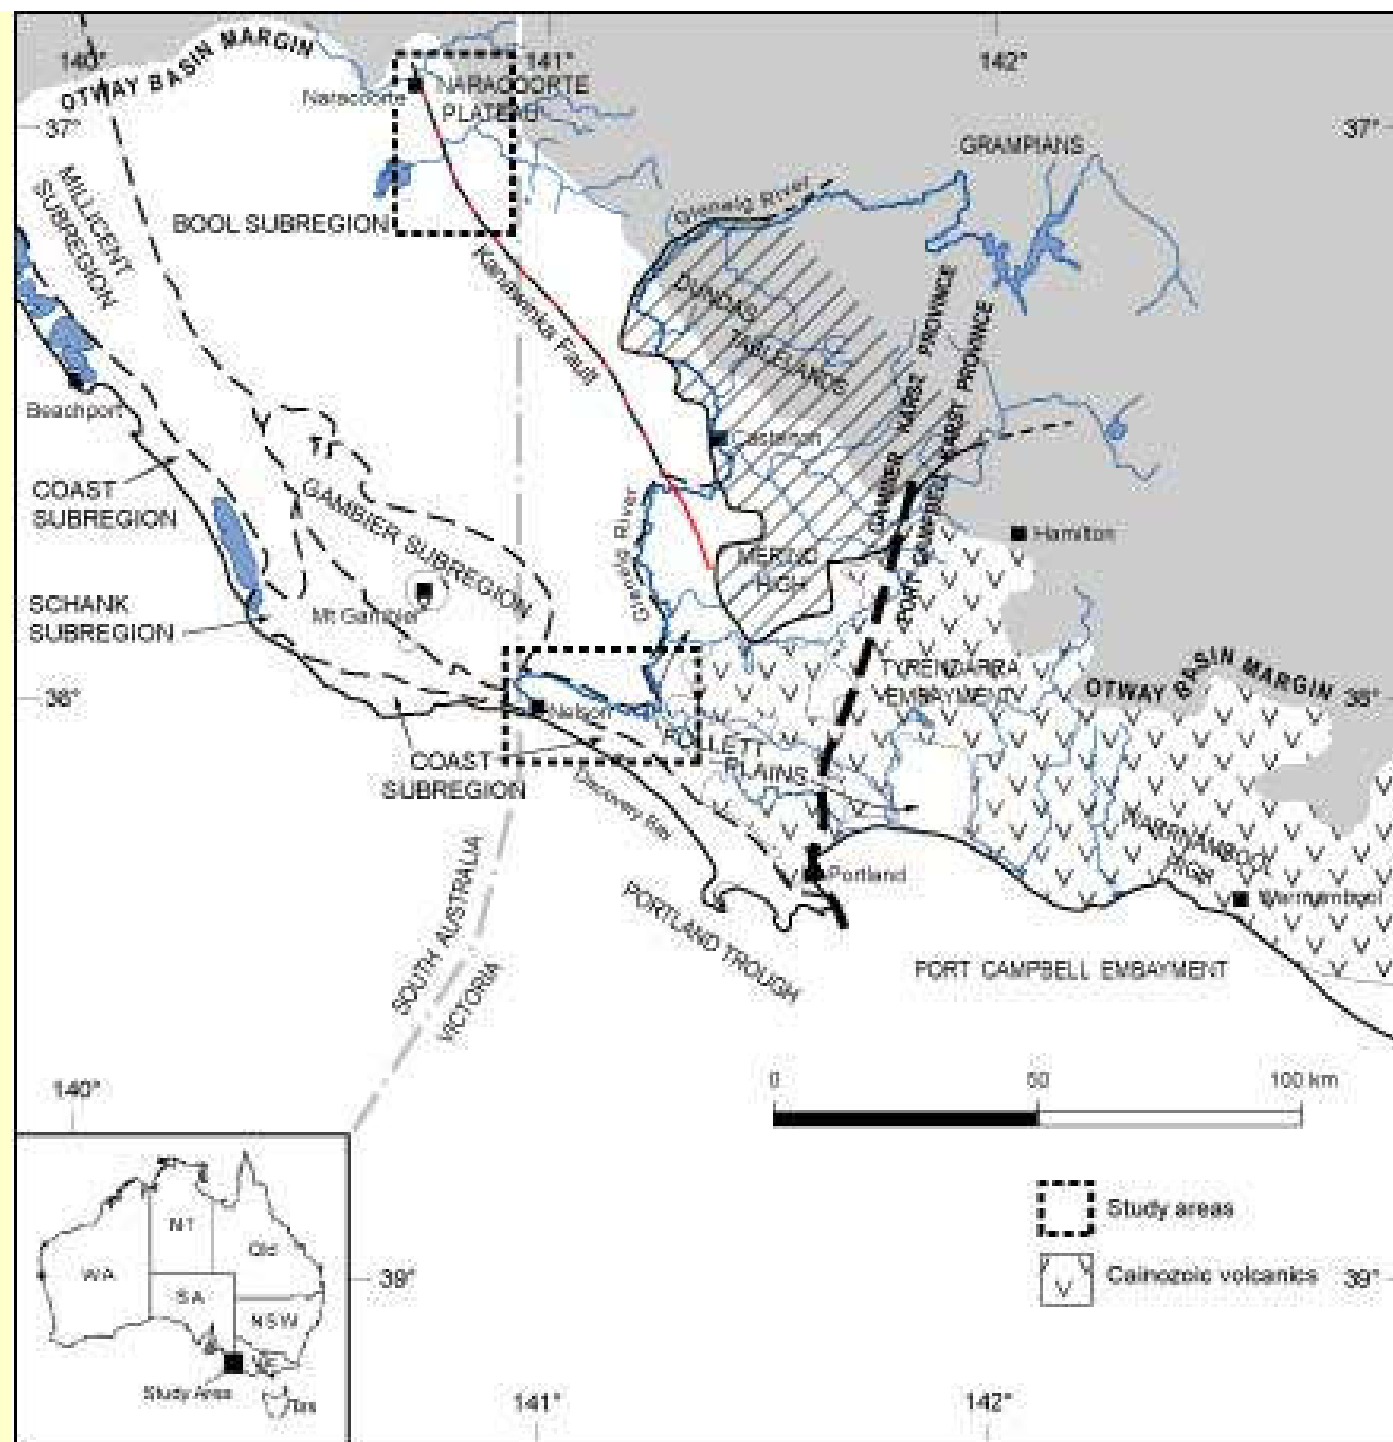 140°
141°
142°
OTWAY BASIN MARGIN
Naracoorte
NARACOORTE
PLATEAU
37°
37°
GRAMPIANS
MILLICENT
SUBREGION
Glenelg River
BOOL SUBREGION
Kanawinka Fault
DUNDAS
TABLELANDS
GAMBIER KARST PROVINCE
PORT CAMPBELL KARST PROVINCE
Beachport
Casterton
COAST
SUBREGION
GAMBIER SUBREGION
Glenelg River
Hamilton
MERINO
HIGH
SCHANK
SUBREGION
Mt Gambier
TYRENDARRA
EMBAYMENT
OTWAY BASIN MARGIN
38°
38°
Nelson
FOLLETT
PLAINS
COAST
SUBREGION
Discovery Bay
WARRNAMBOOL
HIGH
Portland
Warrnambool
PORTLAND TROUGH
SOUTH AUSTRALIA
VICTORIA
PORT CAMPBELL EMBAYMENT
0
50
100 km
140°
Study areas
Cainozoic volcanics
39°
39°
NT
Qld
WA
SA
NSW
Study Area
Tas
141°
142°